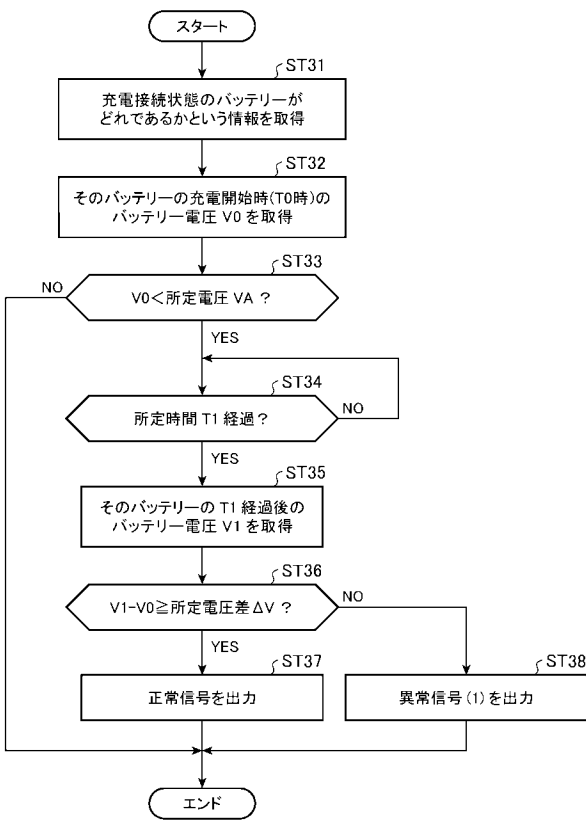 スタート
ST31
充電接続状態のバッテリーが
どれであるかという情報を取得
ST32
そのバッテリーの充電開始時(T0時)の
バッテリー電圧 V0 を取得
ST33
NO
V0<所定電圧 VA ?
YES
ST34
所定時間 T1 経過?
NO
YES
ST35
そのバッテリーの T1 経過後の
バッテリー電圧 V1 を取得
ST36
V1-V0≧所定電圧差ΔV ?
NO
YES
ST37
正常信号を出力
ST38
異常信号(1)を出力
エンド